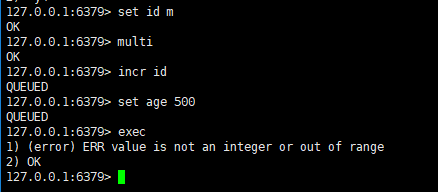 127.0.0.1:6379> set id m
OK
127.0.0.1:6379> multi
OK
127.0.0.1:6379> incr id
QUEUED
127.0.0.1:6379> set age 500
QUEUED
127.0.0.1:6379> exec
1) (error) ERR value is not an integer or out of range
2) OK
127.0.0.1:6379>